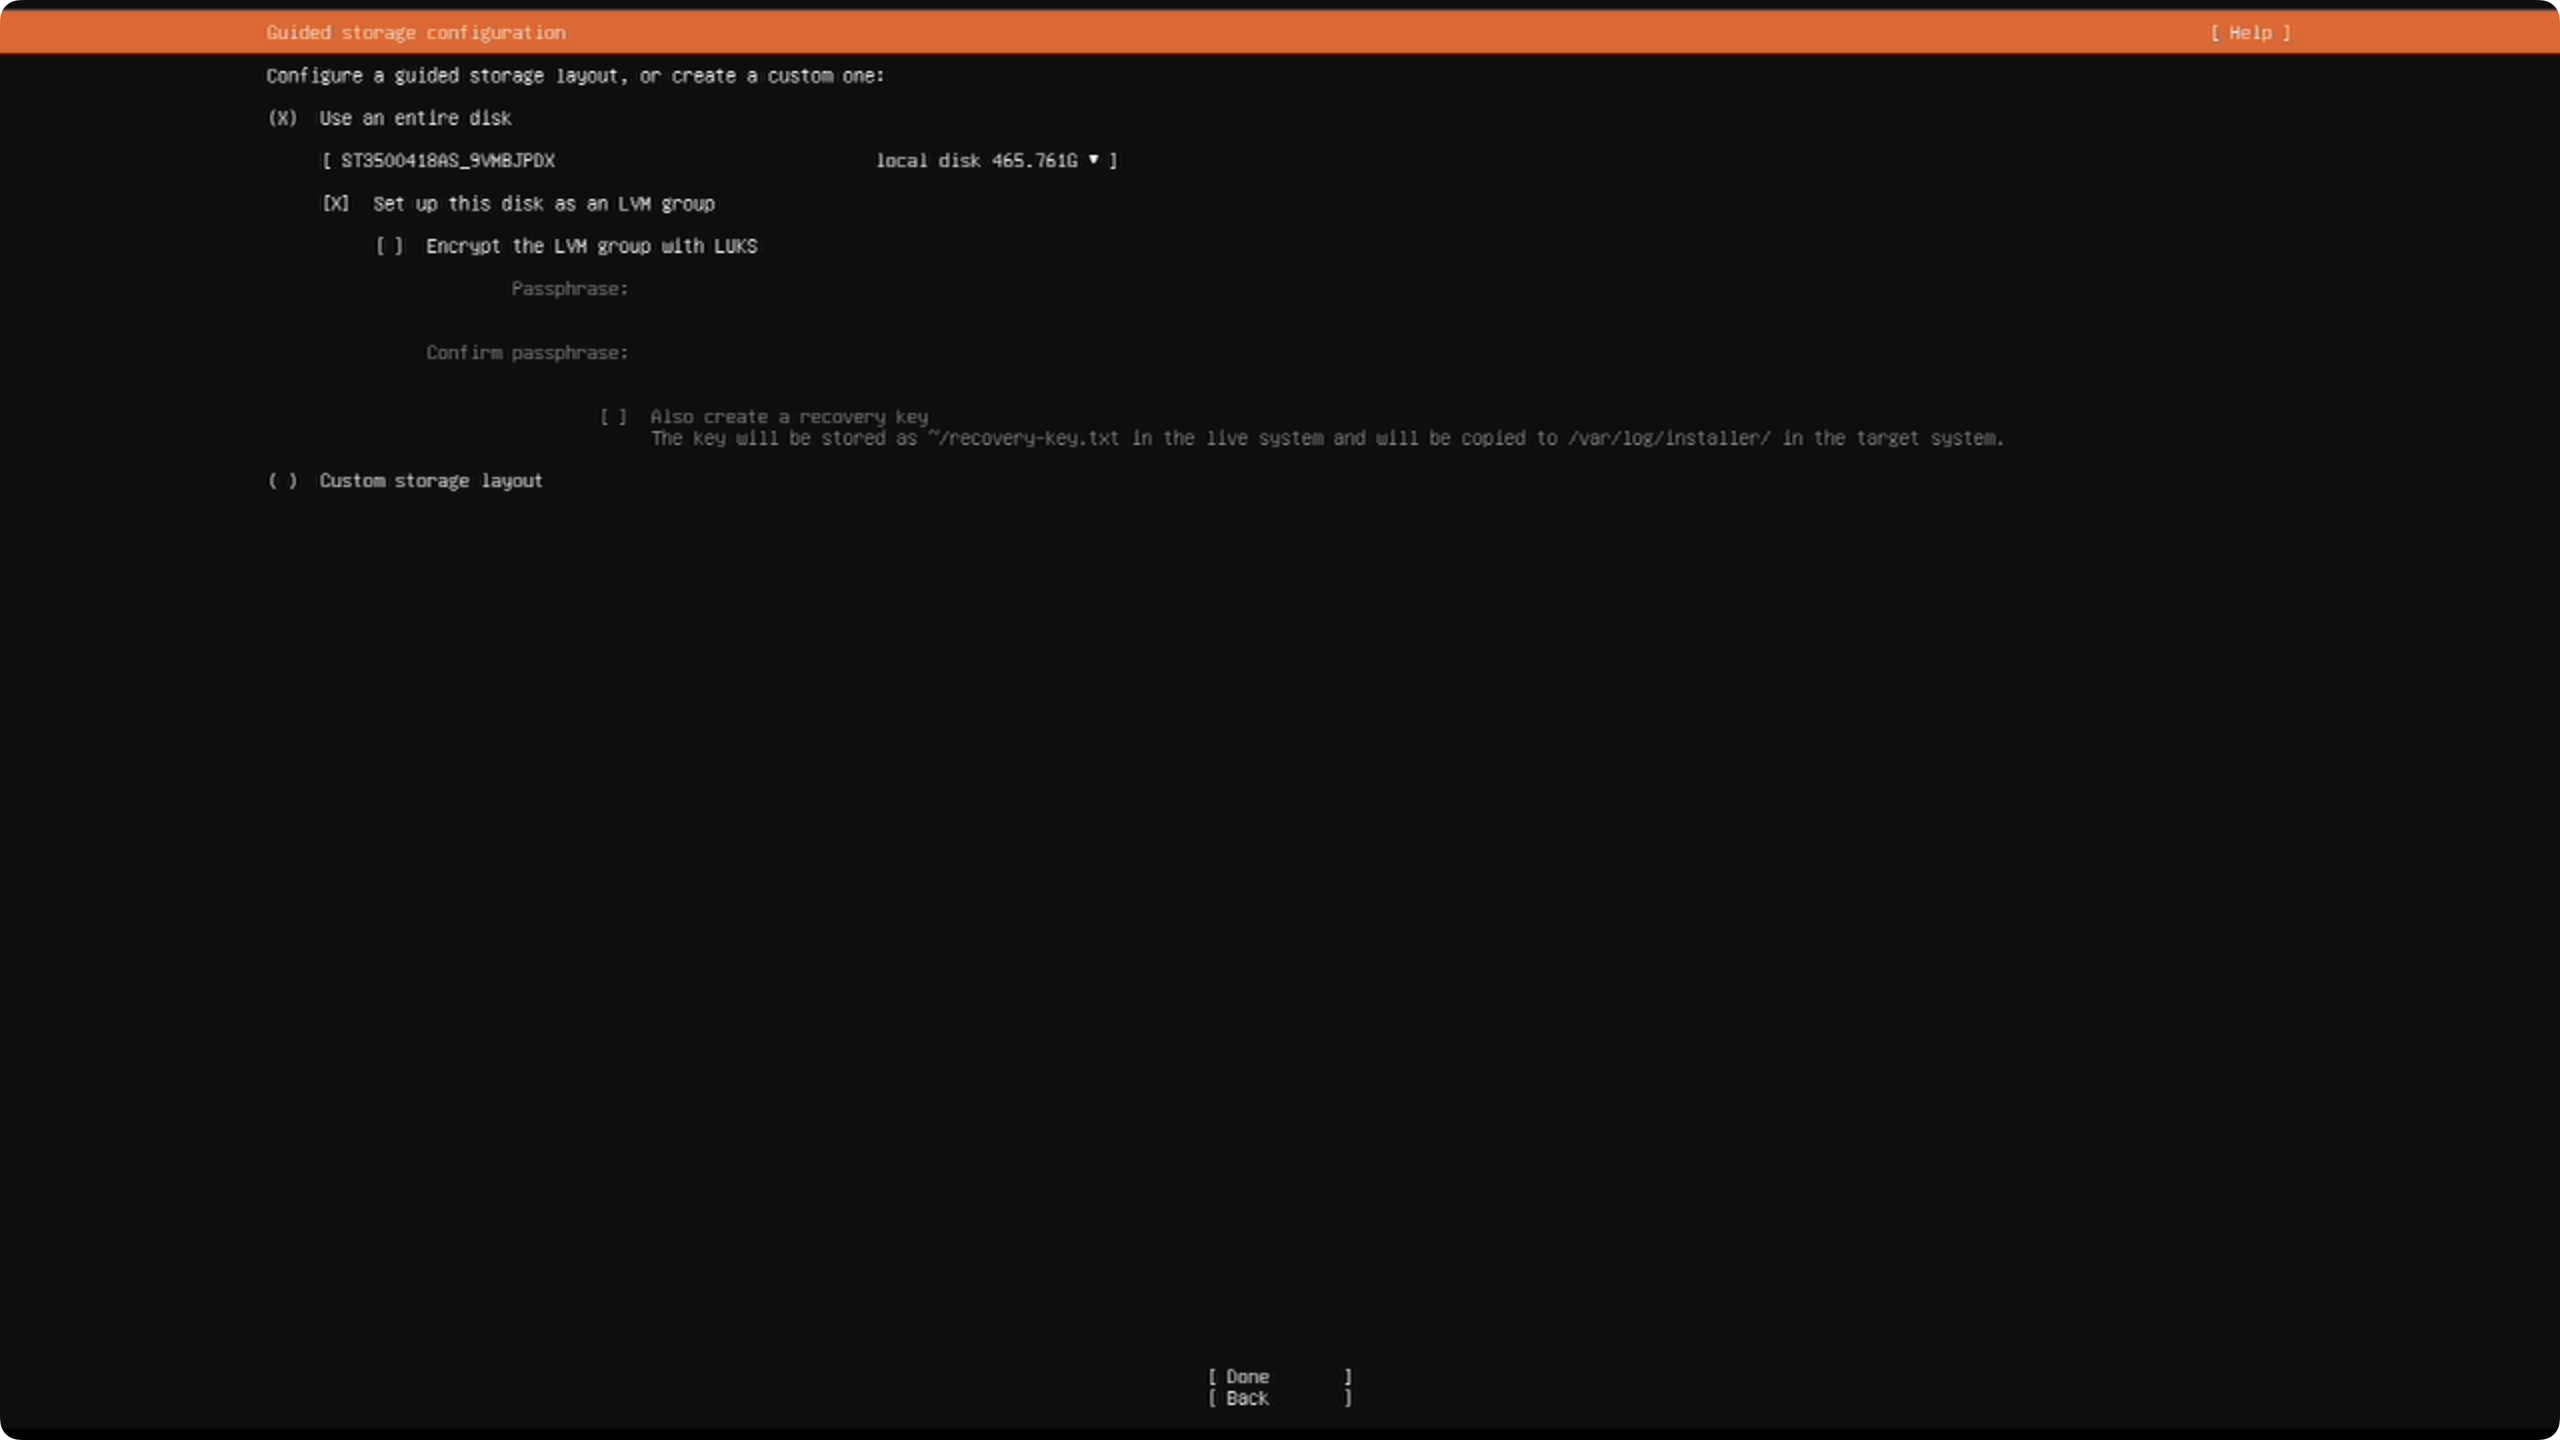 Guided storage configuration [ Help ]
Configure a guided storage layout, or create a custom one:
(X) Use an entire disk
[ ST3500418AS_9VMBJPDX local disk 465.761G ▾ ]
[X] Set up this disk as an LVM group
[ ] Encrypt the LVM group with LUKS
Passphrase:
Confirm passphrase:
[ ] Also create a recovery key
The key will be stored as ~/recovery-key.txt in the live system and will be copied to /var/log/installer/ in the target system.
( ) Custom storage layout
[ Done ]
[ Back ]